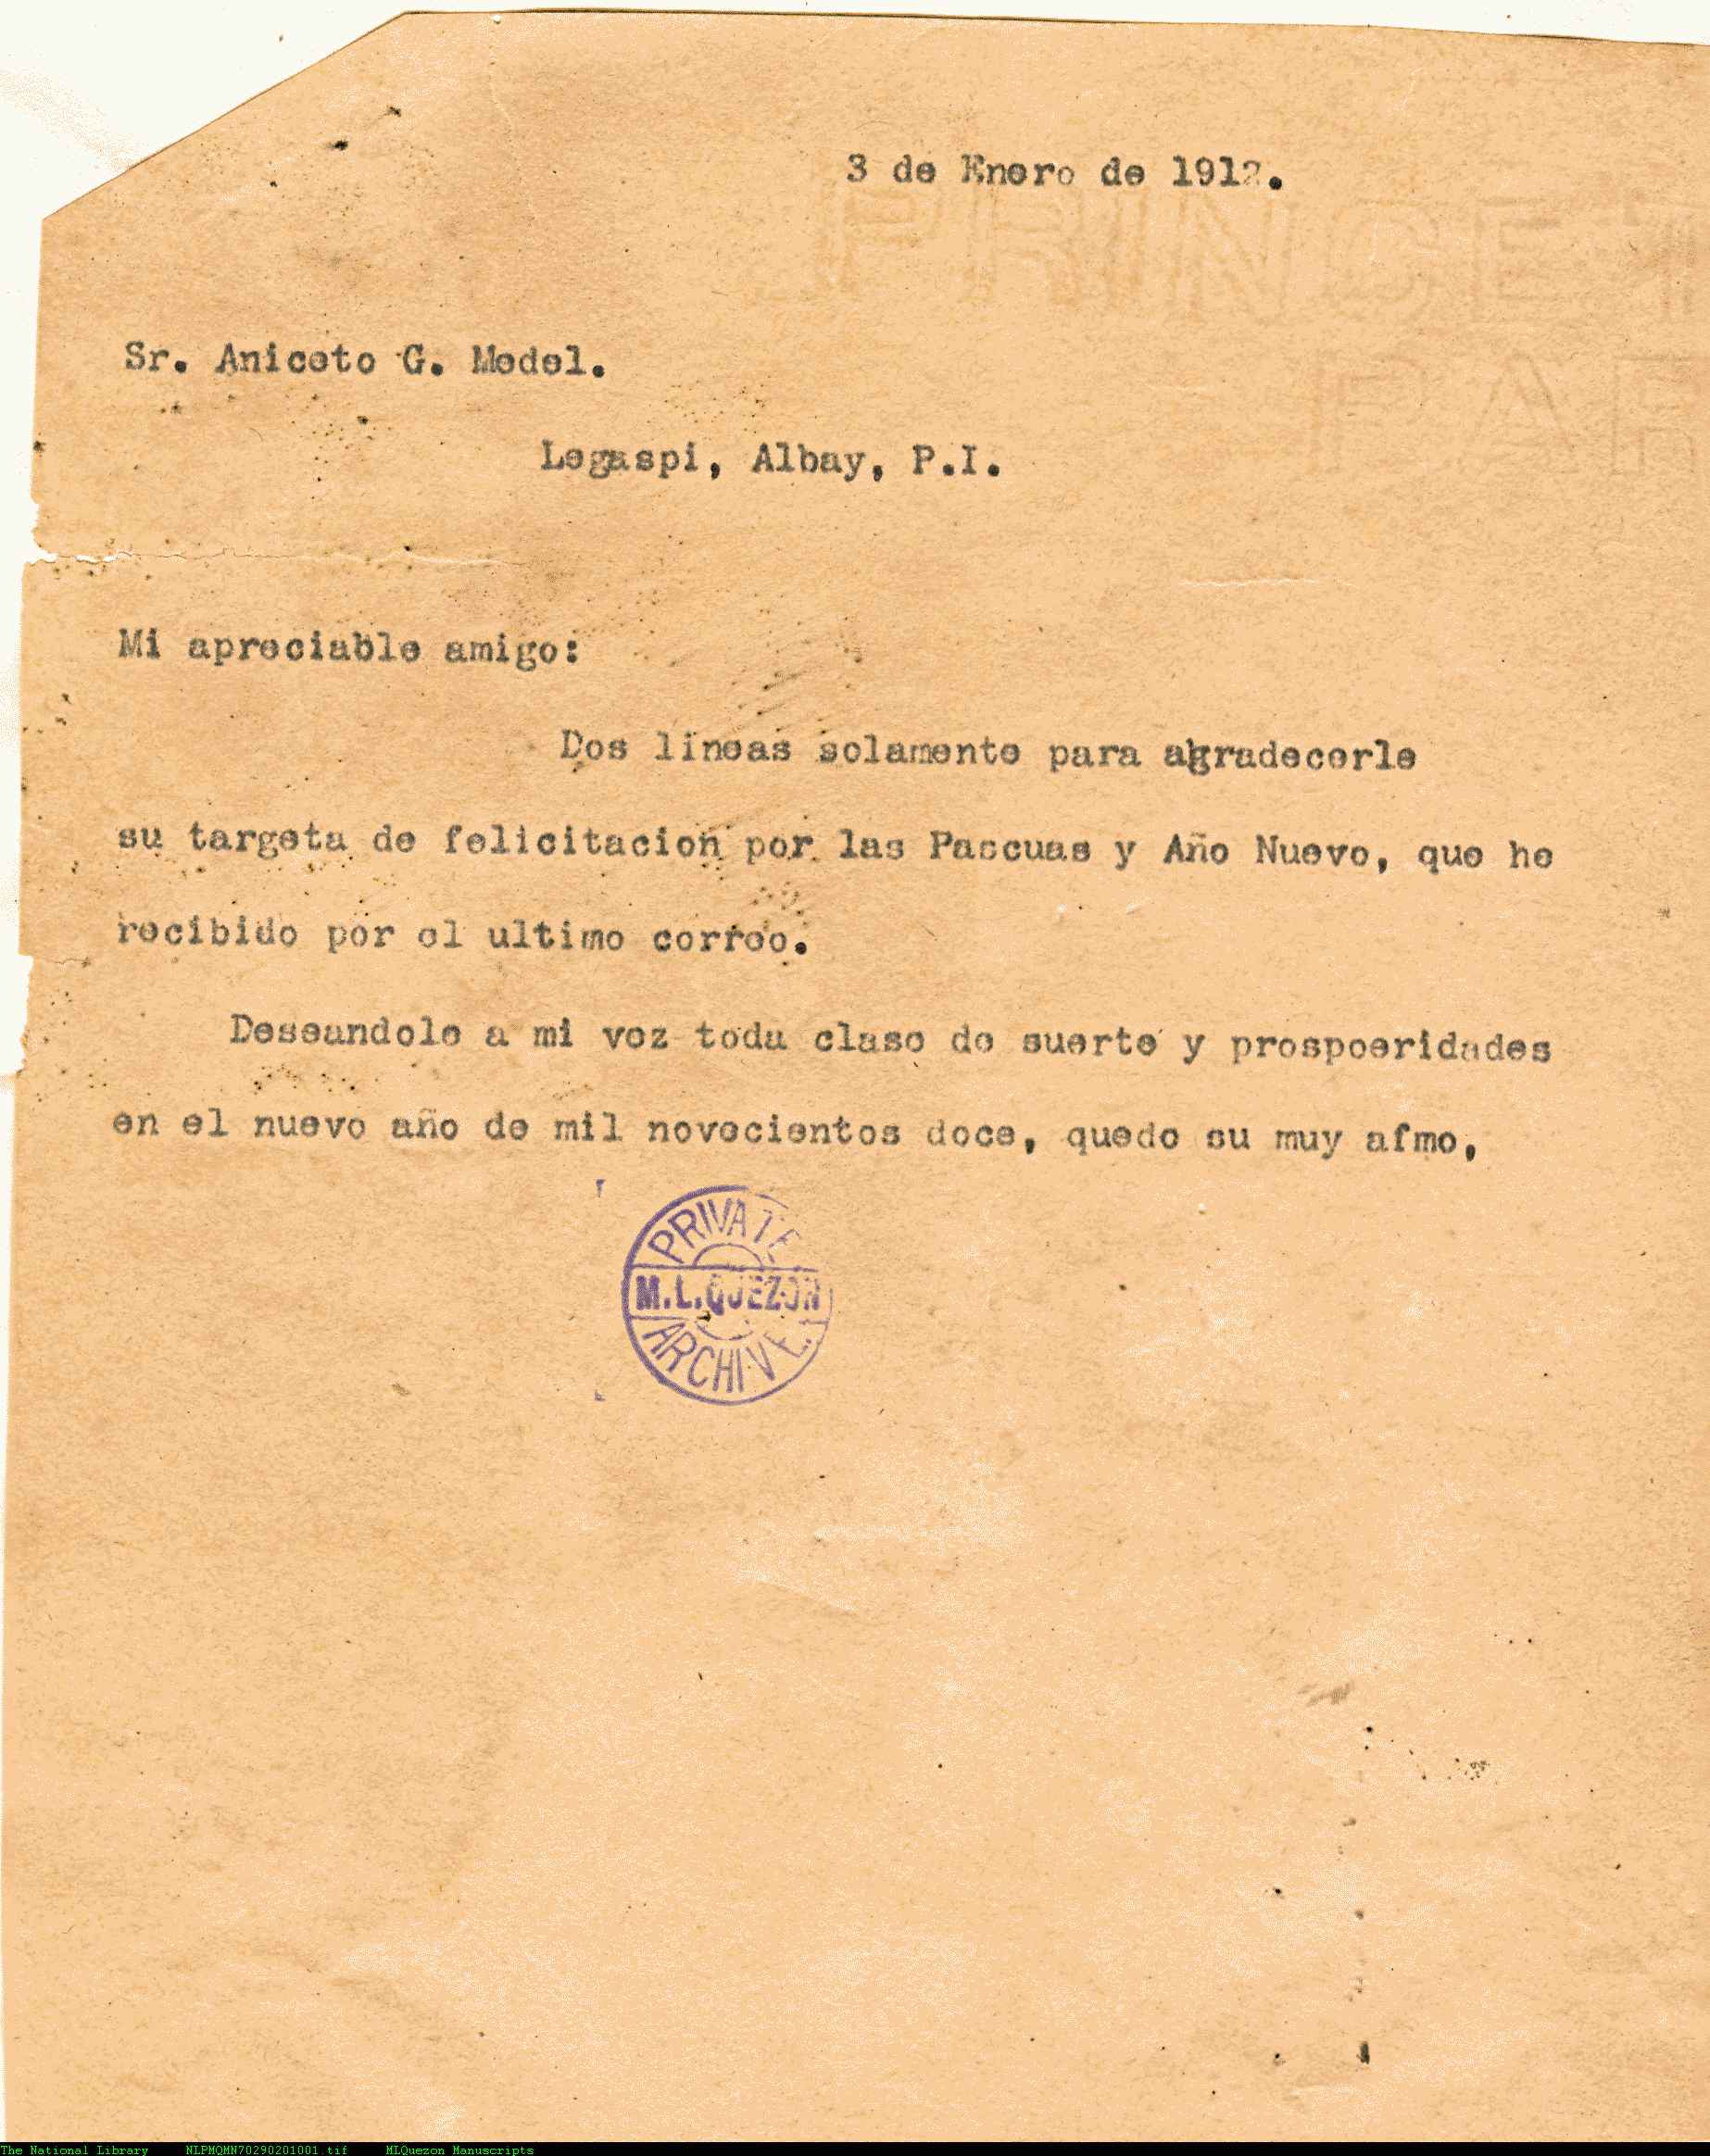 3 de Enero de 1912.
Sr. Aniceto G. Medel.
Legaspi, Albay, P.I.
Mi apreciable amigo:
Dos lineas solamente para agradecerle
su targeta de felicitacion por las Pascuas y Año Nuevo, que he
recibido por el ultimo correo.
Deseandole a mi vez toda clase de suerte y prospoeridades
en el nuevo año de mil novecientos doce, quedo su muy afmo,
PRIVATE
M.L.QUEZON
ARCHIVE
PRINCE
PAR
The National Library NLPMQMN70290201001.tif MLQuezon Manuscripts